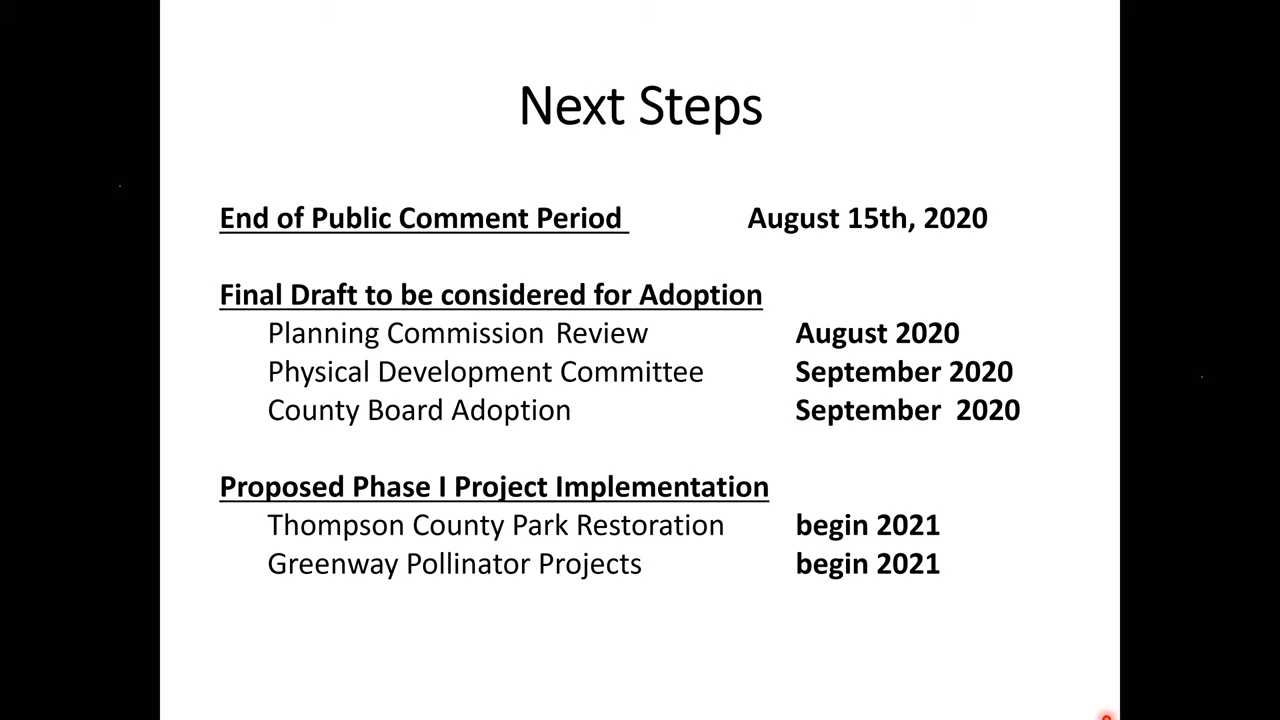 Next Steps
End of Public Comment Period August 15th, 2020
Final Draft to be considered for Adoption
Planning Commission Review August 2020
Physical Development Committee September 2020
County Board Adoption September 2020
Proposed Phase I Project Implementation
Thompson County Park Restoration begin 2021
Greenway Pollinator Projects begin 2021